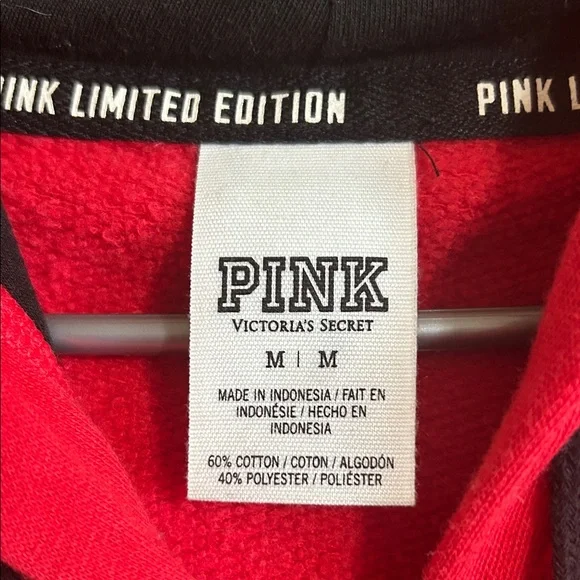 INK LIMITED EDITION PINK L
PINK
VICTORIA'S SECRET
M | M
MADE IN INDONESIA / FAIT EN
INDONÉSIE / HECHO EN
INDONESIA
60% COTTON / COTON / ALGODÓN
40% POLYESTER / POLIÉSTER